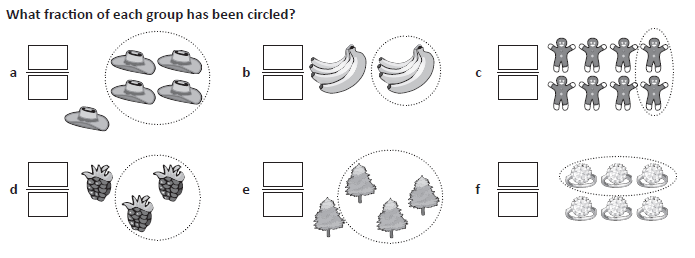 What fraction of each group has been circled?
a
b
c
d
e
f